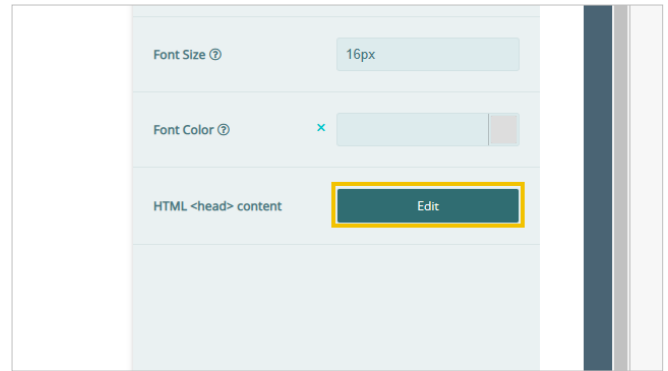 Font Size ?
16px
Font Color ?
HTML <head> content
Edit